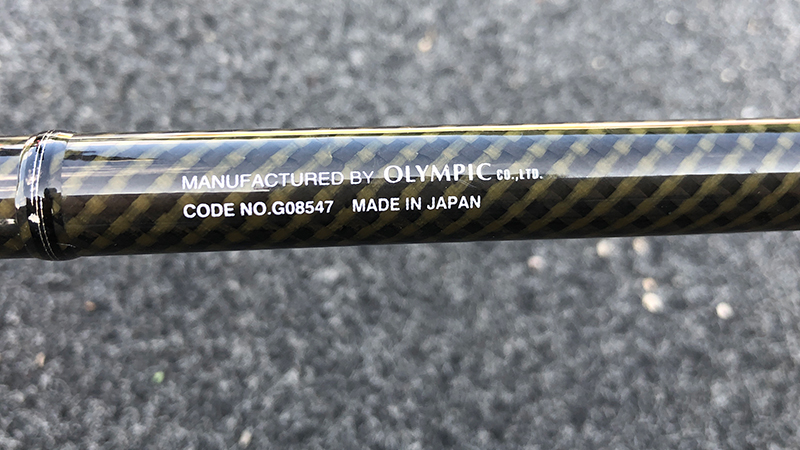 MANUFACTURED BY OLYMPIC CO.,LTD.
CODE NO.G08547 MADE IN JAPAN